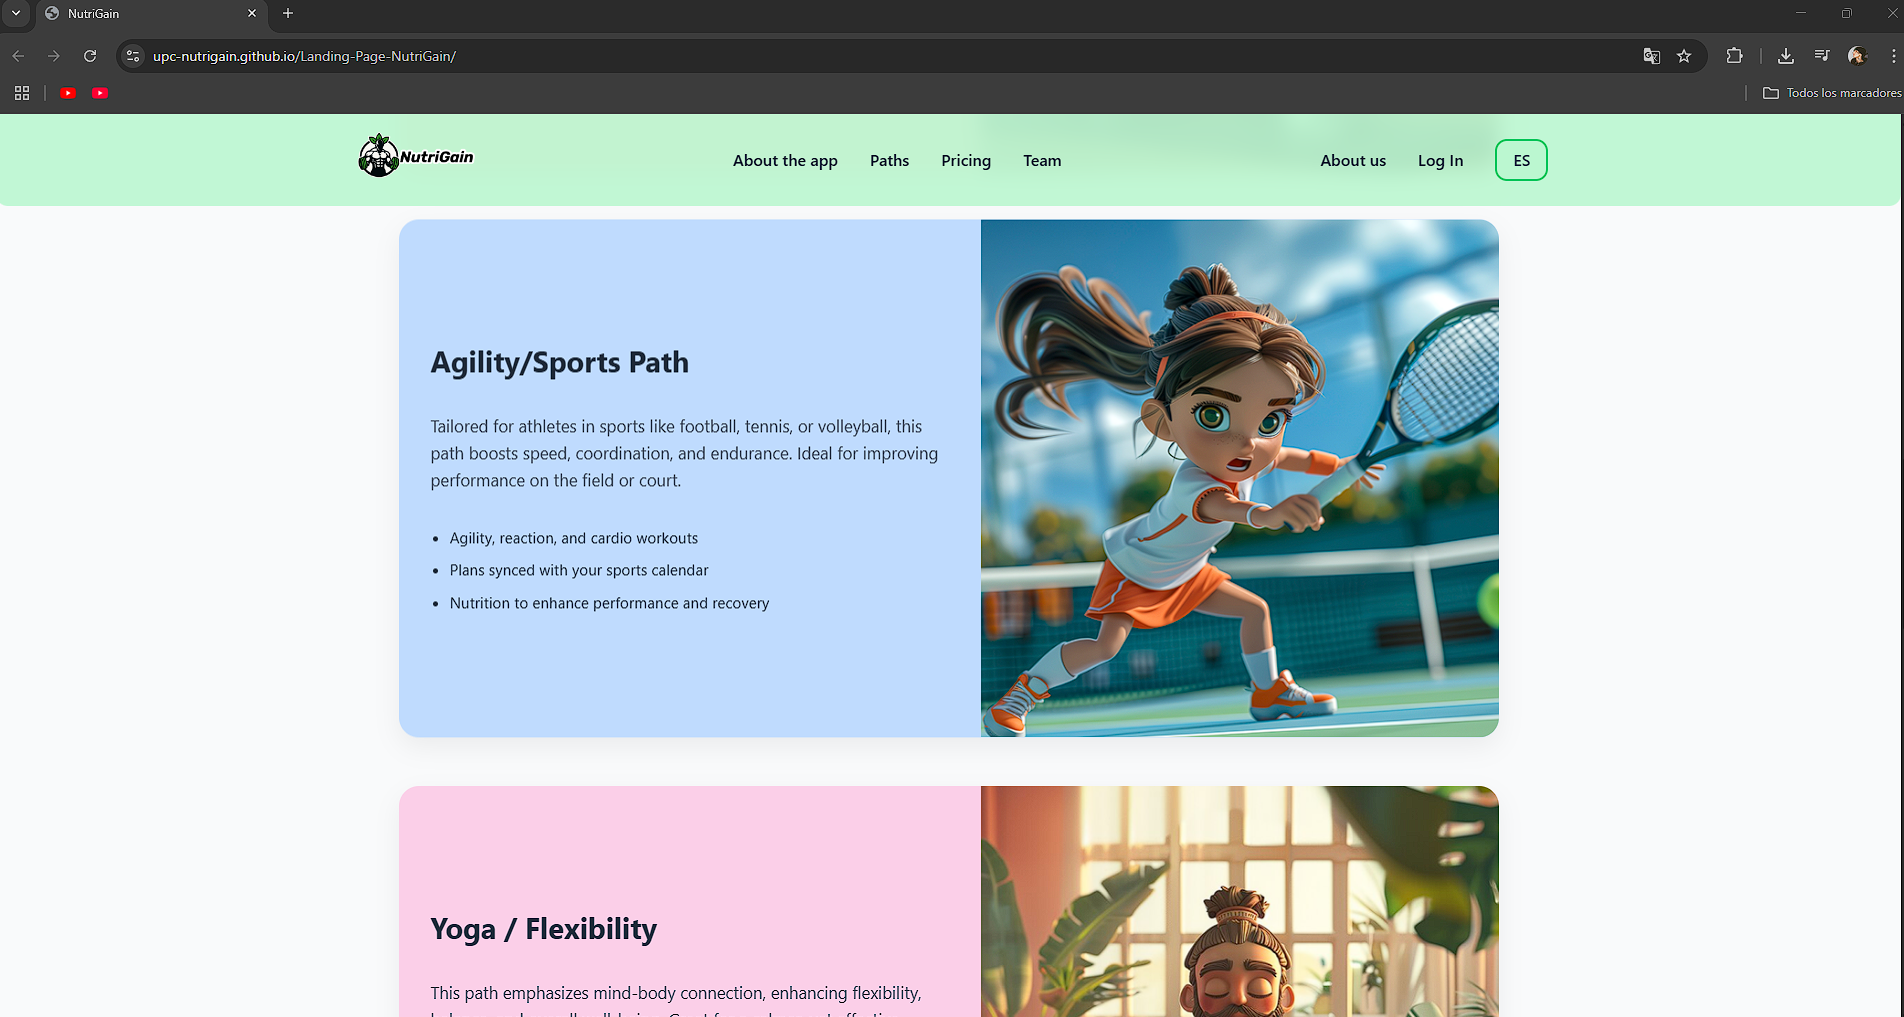 NutriGain
upc-nutrigain.github.io/Landing-Page-NutriGain/
Todos los marcadores
NutriGain
About the app
Paths
Pricing
Team
About us
Log In
ES
Agility/Sports Path
Tailored for athletes in sports like football, tennis, or volleyball, this
path boosts speed, coordination, and endurance. Ideal for improving
performance on the field or court.
• Agility, reaction, and cardio workouts
• Plans synced with your sports calendar
• Nutrition to enhance performance and recovery
Yoga / Flexibility
This path emphasizes mind-body connection, enhancing flexibility,